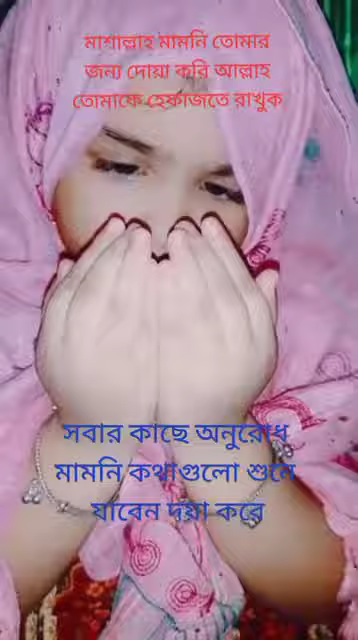 মাশাল্লাহ মামনি তোমার
জন্য দোয়া করি আল্লাহ
তোমাকে হেফাজতে রাখুক
সবার কাছে অনুরোধ
মামনি কথাগুলো শুনে
যাবেন দয়া করে